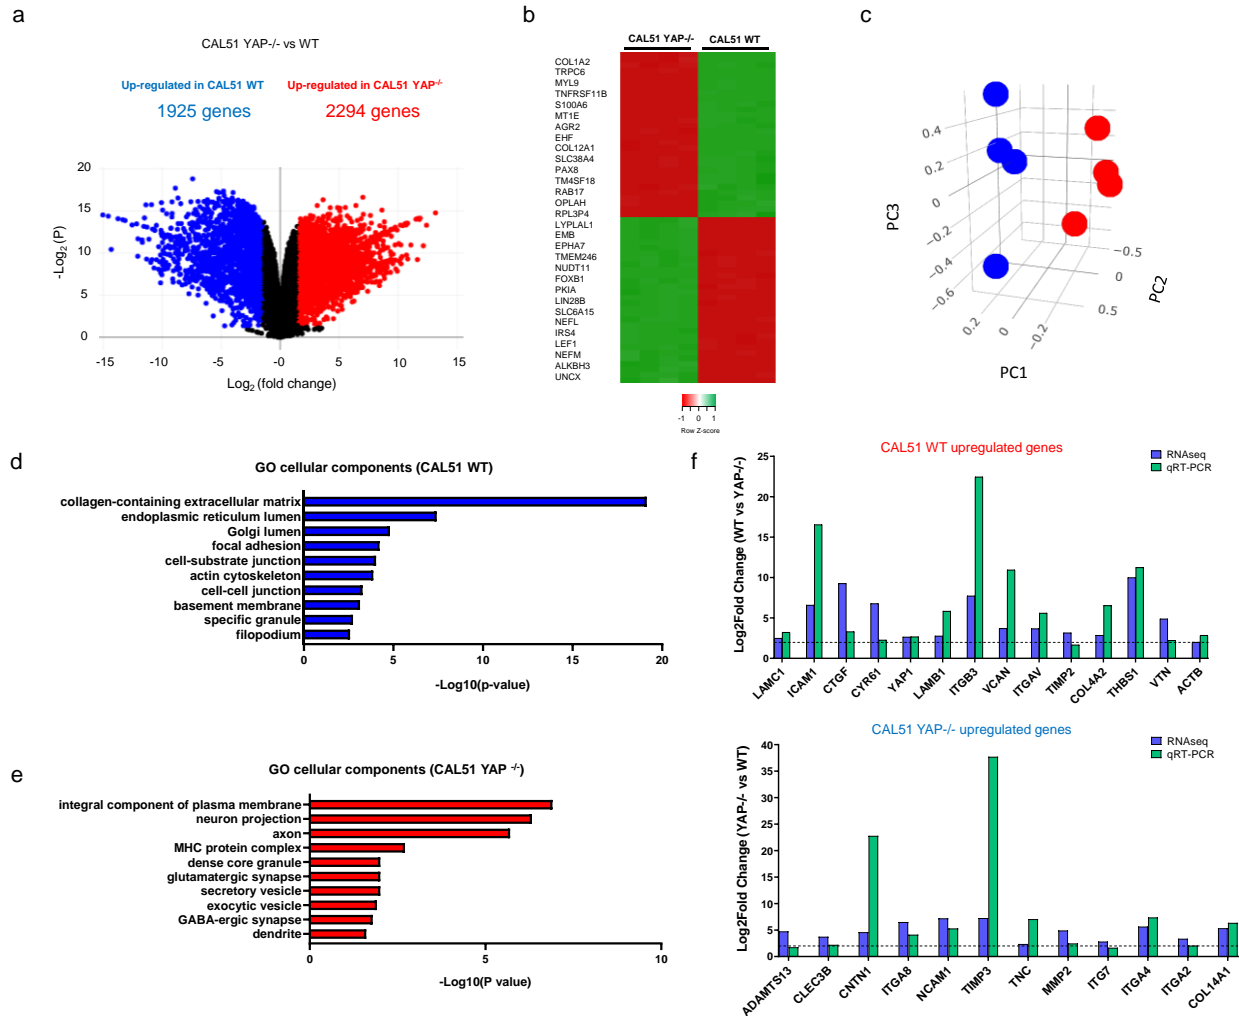 a
CAL51 YAP-/- vs WT
Up-regulated in CAL51 WT
1925 genes
Up-regulated in CAL51 YAP-/-
2294 genes
20
15
10
5
0
-Log2 (P)
-15
-10
-5
-0
5
10
15
Log2 (fold change)
b
CAL51 YAP-/-
CAL51 WT
COL1A2
TRPC6
MYL9
TNFRSF11B
S100A6
MT1E
AGR2
EHF
COL12A1
SLC38A4
PAX8
TM4SF18
RAB17
OPLAH
RPL3P4
LYPLAL1
EMB
EPHA7
TMEM246
NUDT11
FOXB1
PKIA
LIN28B
SLC6A15
NEFL
IRS4
LEF1
NEFM
ALKBH3
UNCX
-1 0 1
Row Z-score
c
0.4
0.2
0
−0.2
−0.4
−0.6
PC3
0.2
0
−0.2
PC1
−0.5
0
0.5
PC2
d
GO cellular components (CAL51 WT)
collagen-containing extracellular matrix
endoplasmic reticulum lumen
Golgi lumen
focal adhesion
cell-substrate junction
actin cytoskeleton
cell-cell junction
basement membrane
specific granule
filopodium
0
5
10
15
20
-Log10(p-value)
e
GO cellular components (CAL51 YAP -/-)
integral component of plasma membrane
neuron projection
axon
MHC protein complex
dense core granule
glutamatergic synapse
secretory vesicle
exocytic vesicle
GABA-ergic synapse
dendrite
0
5
10
-Log10(P value)
f
CAL51 WT upregulated genes
RNAseq
qRT-PCR
25
20
15
10
5
0
Log2Fold Change (WT vs YAP-/-)
LAMC1
ICAM1
CTGF
CYR61
YAP1
LAMB1
ITGB3
VCAN
ITGAV
TIMP2
COL4A2
THBS1
VTN
ACTB
CAL51 YAP-/- upregulated genes
RNAseq
qRT-PCR
40
35
30
25
20
15
10
5
0
Log2Fold Change (YAP-/- vs WT)
ADAMTS13
CLEC3B
CNTN1
ITGA8
NCAM1
TIMP3
TNC
MMP2
ITG7
ITGA4
ITGA2
COL14A1